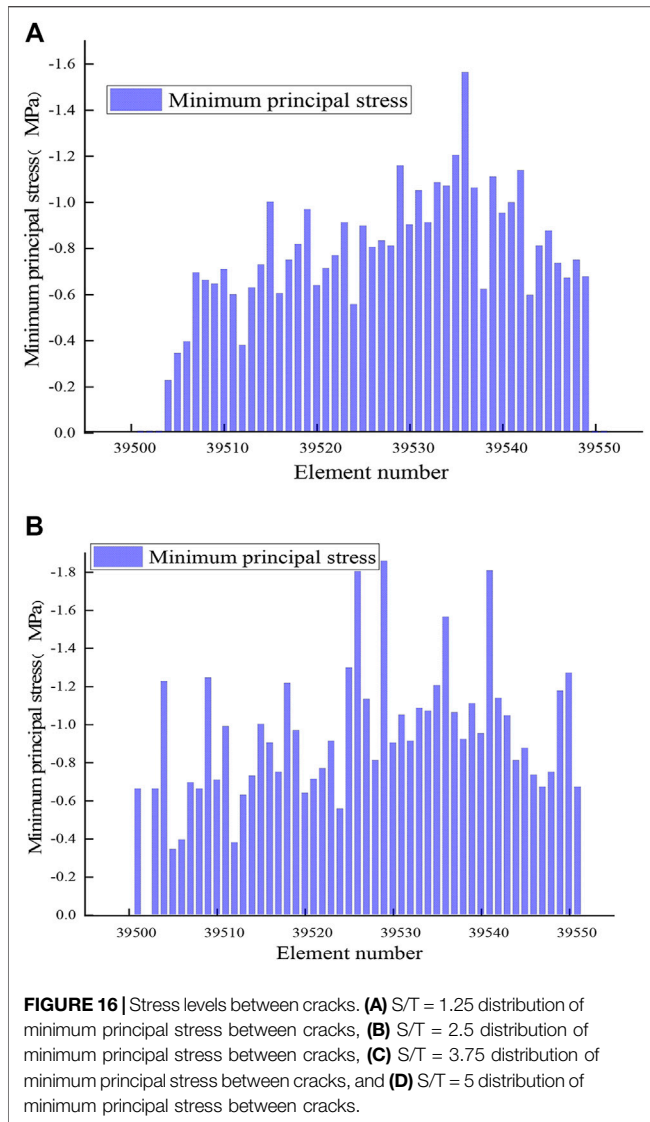 A
Minimum principal stress
Minimum principal stress( MPa)
-1.6
-1.4
-1.2
-1.0
-0.8
-0.6
-0.4
-0.2
0.0
39500 39510 39520 39530 39540 39550
Element number
B
Minimum principal stress
Minimum principal stress( MPa)
-1.8
-1.6
-1.4
-1.2
-1.0
-0.8
-0.6
-0.4
-0.2
0.0
39500 39510 39520 39530 39540 39550
Element number
FIGURE 16 | Stress levels between cracks. (A) S/T = 1.25 distribution of
minimum principal stress between cracks, (B) S/T = 2.5 distribution of
minimum principal stress between cracks, (C) S/T = 3.75 distribution of
minimum principal stress between cracks, and (D) S/T = 5 distribution of
minimum principal stress between cracks.